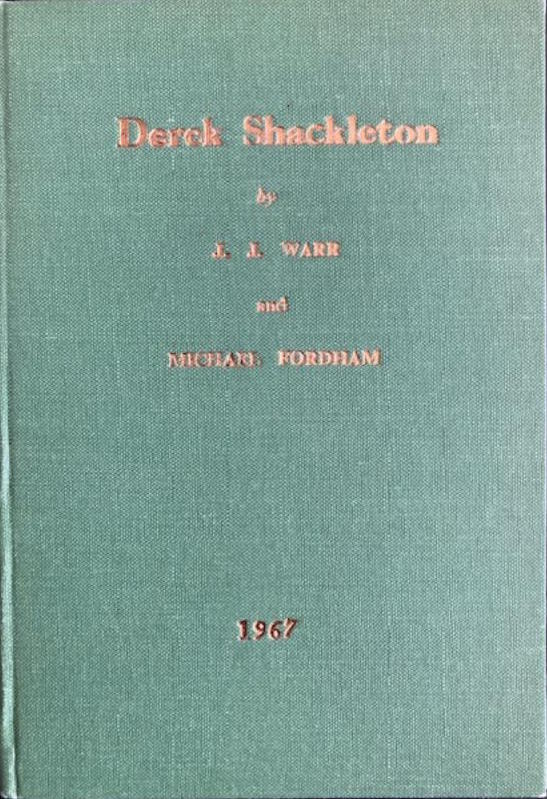 Derek Shackleton
by
J. J. WARR
and
MICHAEL FORDHAM
1967